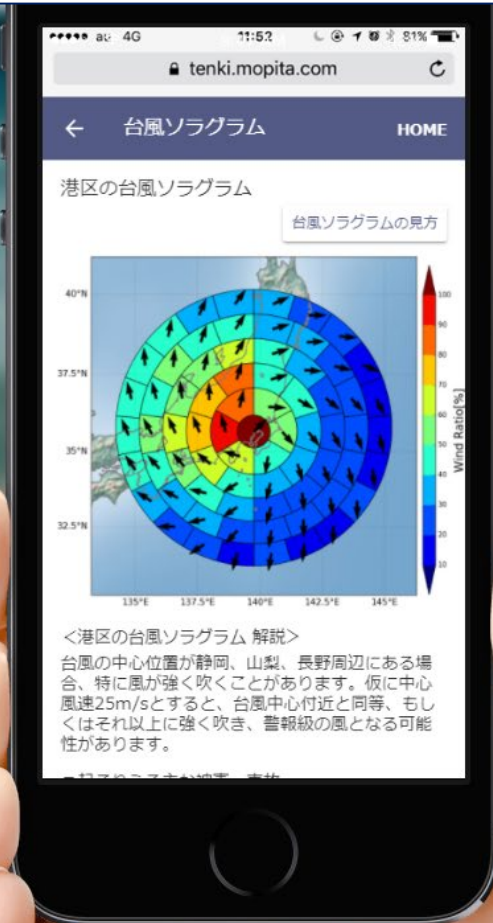 au 4G 11:52 81%
tenki.mopita.com
台風ソラグラム HOME
港区の台風ソラグラム
台風ソラグラムの見方
40°N
37.5°N
35°N
32.5°N
135°E 137.5°E 140°E 142.5°E 145°E
100
90
80
70
60
50
40
30
20
10
Wind Ratio[%]
<港区の台風ソラグラム 解説>
台風の中心位置が静岡、山梨、長野周辺にある場
合、特に風が強く吹くことがあります。仮に中心
風速25m/sとすると、台風中心付近と同等、もし
くはそれ以上に強く吹き、警報級の風となる可能
性があります。